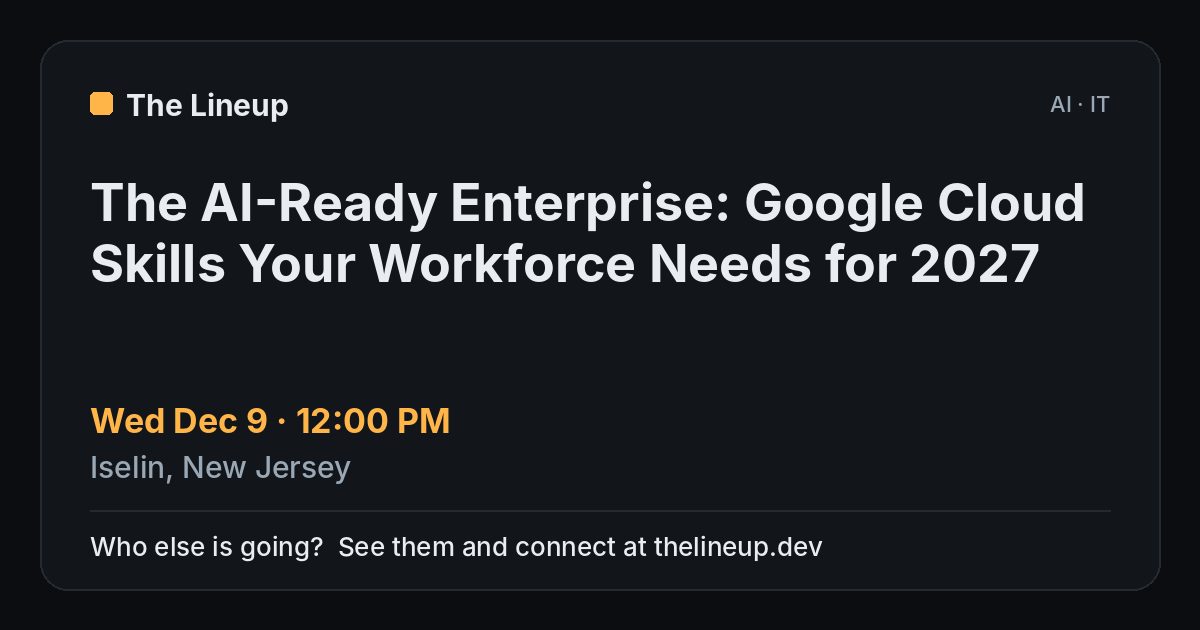 The Lineup
AI · IT
The AI-Ready Enterprise: Google Cloud
Skills Your Workforce Needs for 2027
Wed Dec 9 · 12:00 PM
Iselin, New Jersey
Who else is going? See them and connect at thelineup.dev